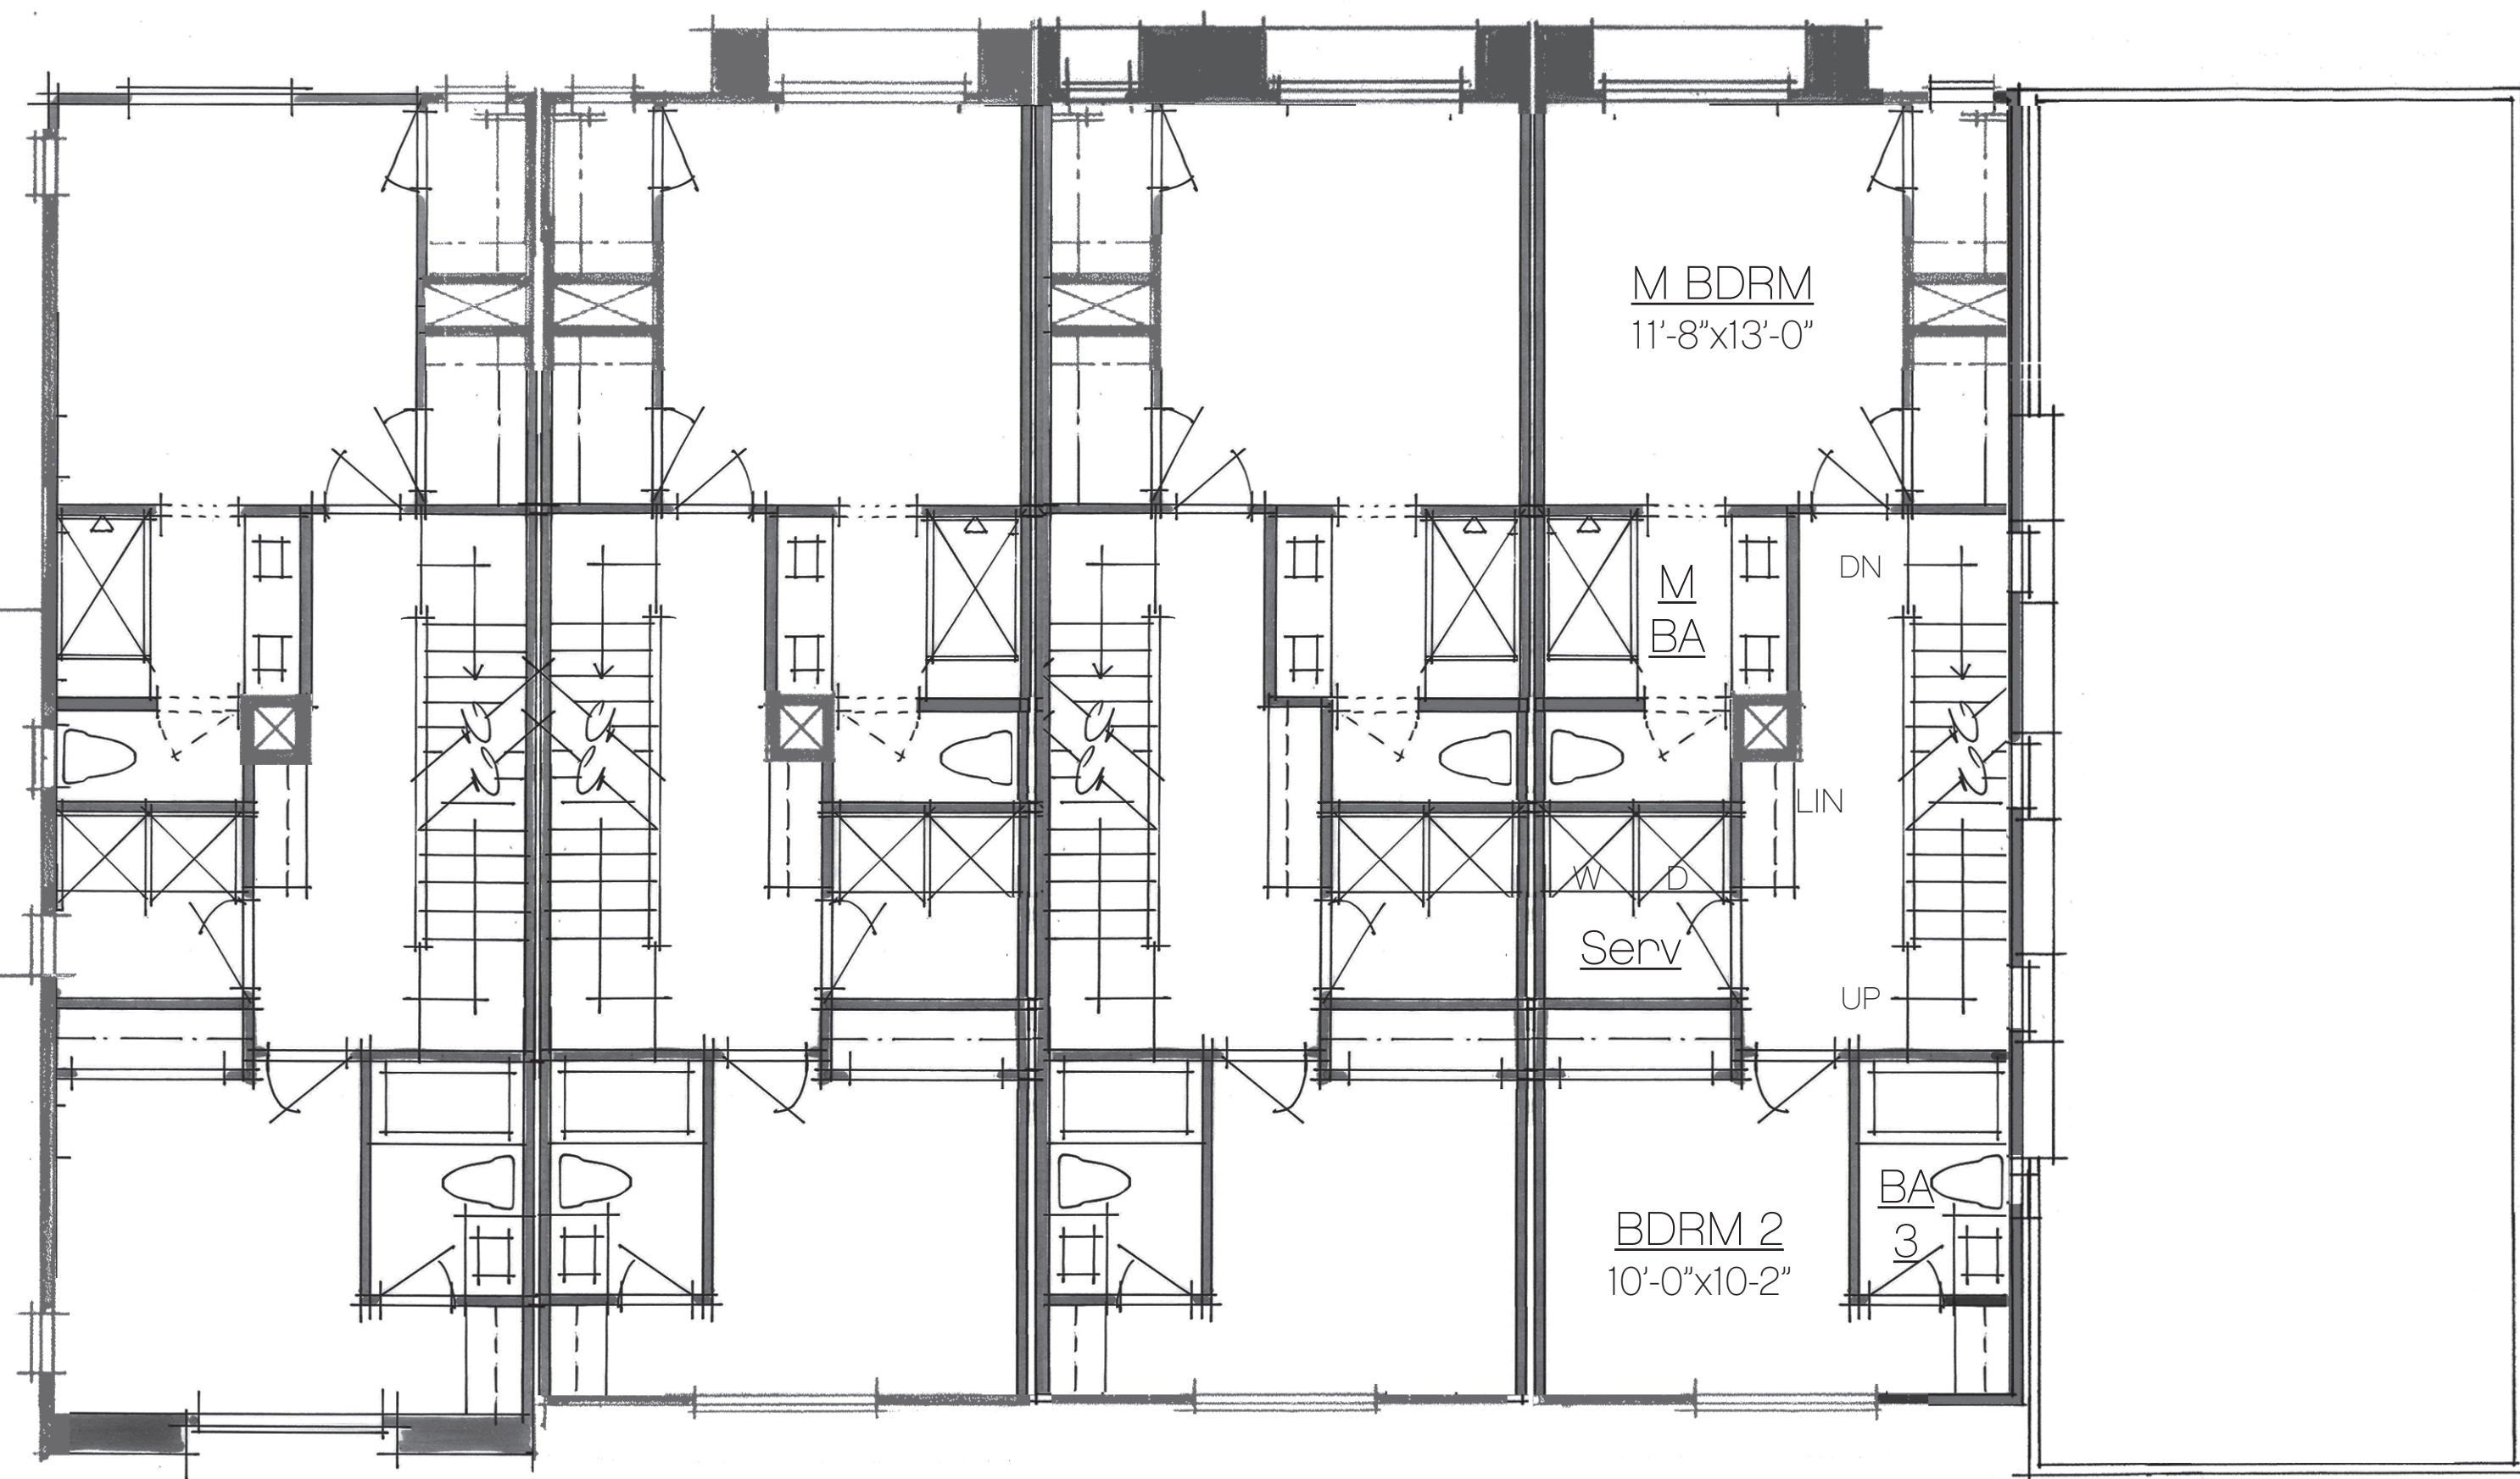 M BDRM
11'-8"x13'-0"
DN
M
BA
LIN
W D
Serv
UP
BA
3
BDRM 2
10'-0"x10-2"